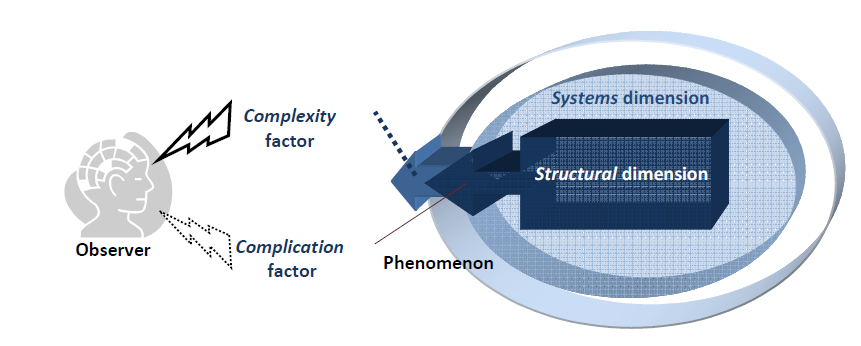 Complexity
factor
Observer
Complication
factor
Phenomenon
Systems dimension
Structural dimension